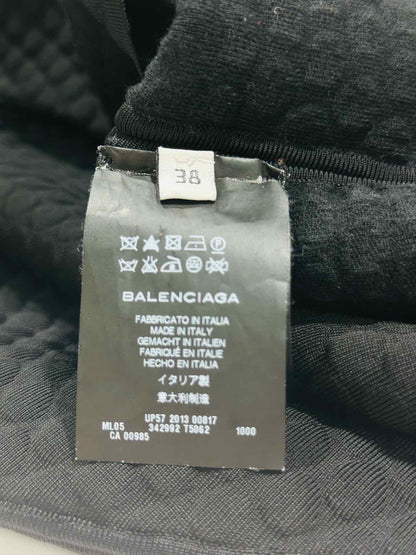 38
BALENCIAGA
FABBRICATO IN ITALIA
MADE IN ITALY
GEMACHT IN ITALIEN
FABRIQUÉ EN ITALIE
HECHO EN ITALIA
イタリア製
意大利制造
UP57 2013 00817
ML05 342992 T5062 1000
CA 00985